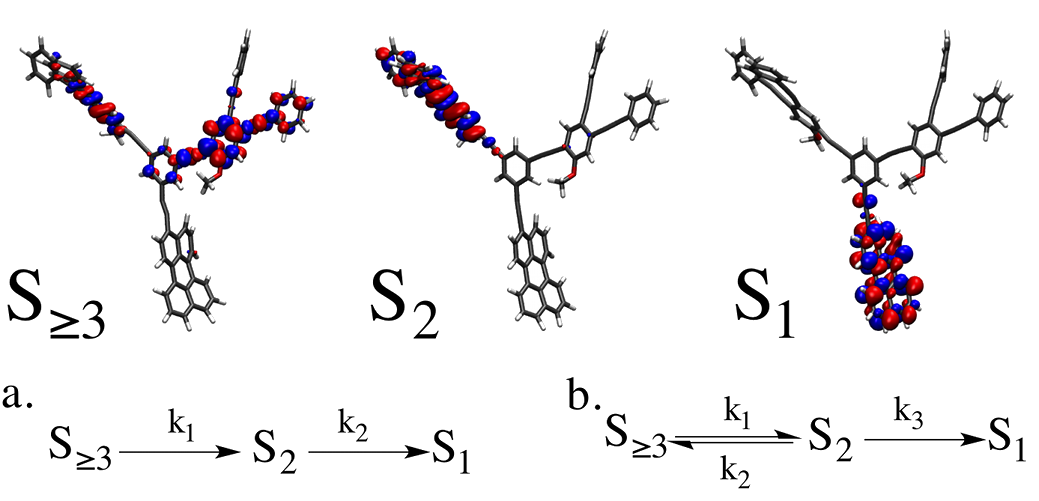 S≥3 S2 S1
a. b.
k1 k2 k1 k3
S≥3 S2 S1 S≥3 S2 S1
k2